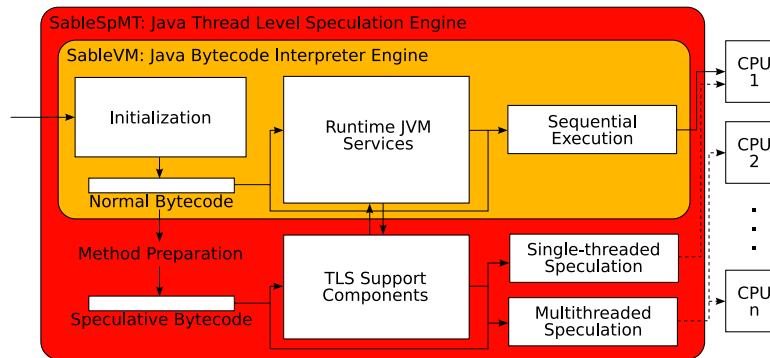 SableSpMT: Java Thread Level Speculation Engine
SableVM: Java Bytecode Interpreter Engine
Initialization
Runtime JVM
Services
Sequential
Execution
CPU
1
Normal Bytecode
CPU
2
Method Preparation
TLS Support
Components
Single-threaded
Speculation
Speculative Bytecode
Multithreaded
Speculation
CPU
n